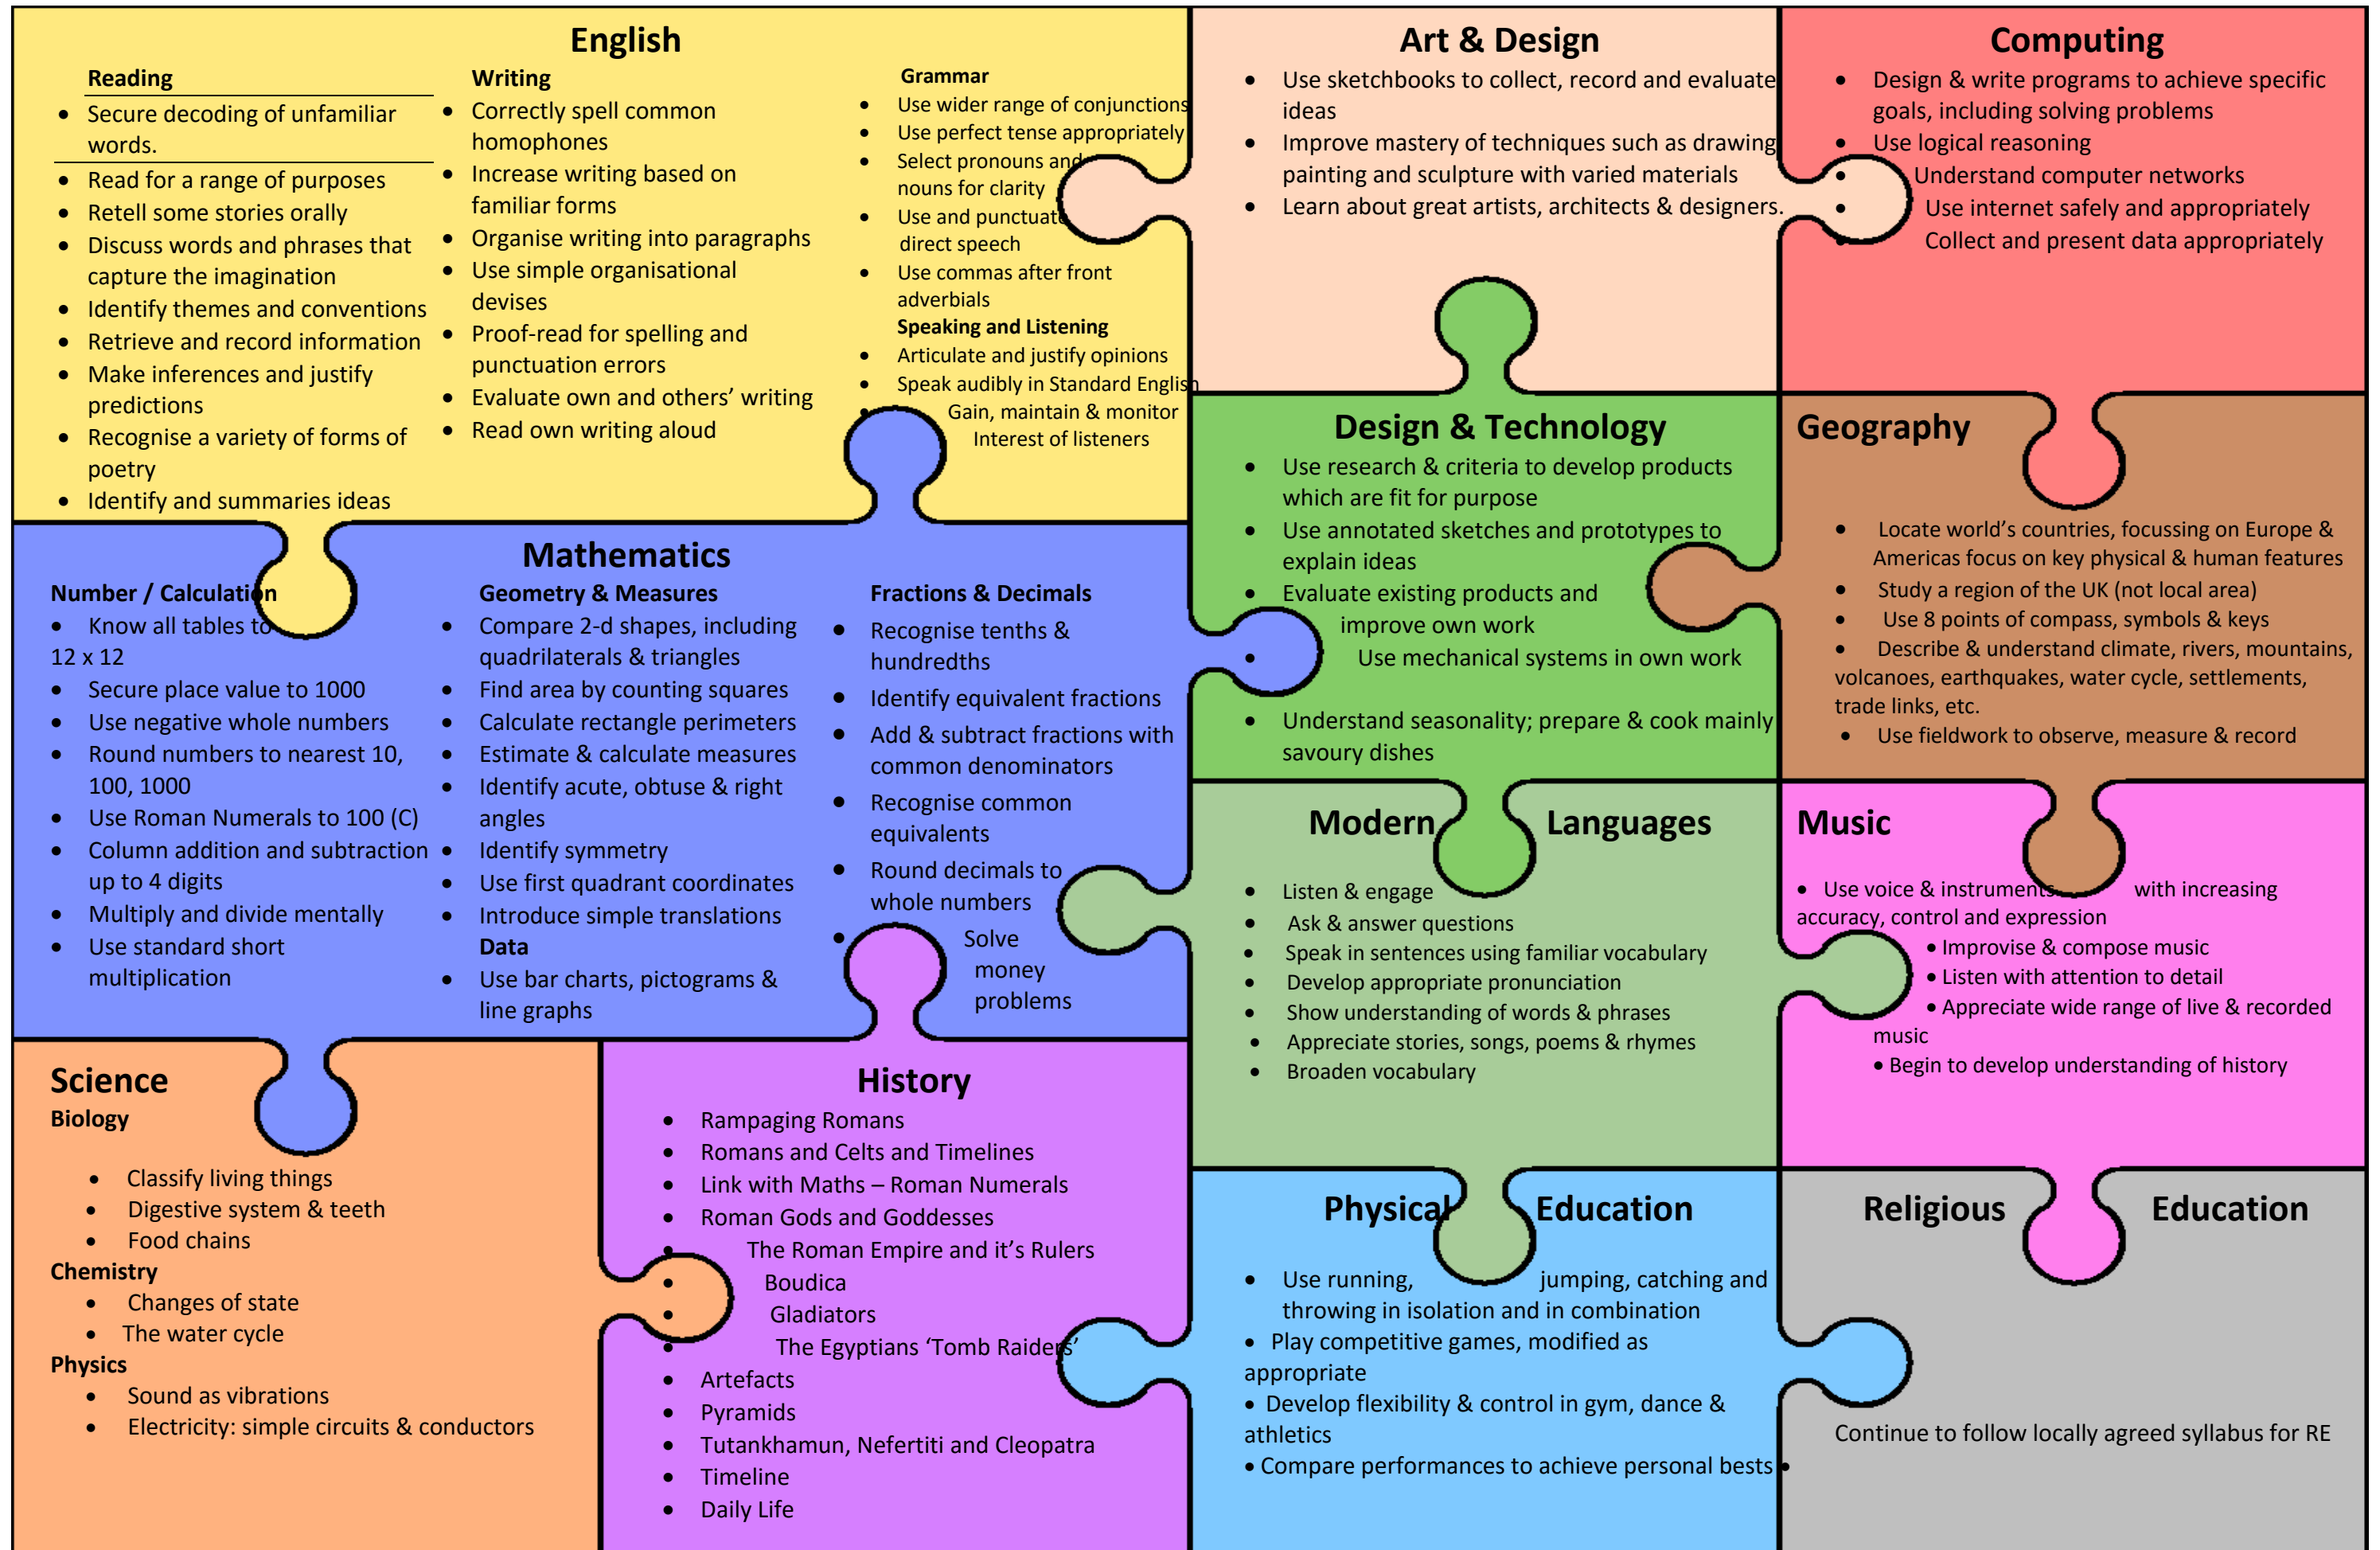 English
Reading
• Secure decoding of unfamiliar
words.
• Read for a range of purposes
• Retell some stories orally
• Discuss words and phrases that
capture the imagination
• Identify themes and conventions
• Retrieve and record information
• Make inferences and justify
predictions
• Recognise a variety of forms of
poetry
• Identify and summaries ideas
Writing
• Correctly spell common
homophones
• Increase writing based on
familiar forms
• Organise writing into paragraphs
• Use simple organisational
devises
• Proof-read for spelling and
punctuation errors
• Evaluate own and others’ writing
• Read own writing aloud
Grammar
• Use wider range of conjunctions
• Use perfect tense appropriately
• Select pronouns and
nouns for clarity
• Use and punctuate
direct speech
• Use commas after front
adverbials
Speaking and Listening
• Articulate and justify opinions
• Speak audibly in Standard English
• Gain, maintain & monitor
Interest of listeners
Art & Design
• Use sketchbooks to collect, record and evaluate
ideas
• Improve mastery of techniques such as drawing
painting and sculpture with varied materials
• Learn about great artists, architects & designers.
Computing
• Design & write programs to achieve specific
goals, including solving problems
• Use logical reasoning
• Understand computer networks
• Use internet safely and appropriately
• Collect and present data appropriately
Mathematics
Number / Calculation
• Know all tables to
12 x 12
• Secure place value to 1000
• Use negative whole numbers
• Round numbers to nearest 10,
100, 1000
• Use Roman Numerals to 100 (C)
• Column addition and subtraction
up to 4 digits
• Multiply and divide mentally
• Use standard short
multiplication
Geometry & Measures
• Compare 2-d shapes, including
quadrilaterals & triangles
• Find area by counting squares
• Calculate rectangle perimeters
• Estimate & calculate measures
• Identify acute, obtuse & right
angles
• Identify symmetry
• Use first quadrant coordinates
• Introduce simple translations
Data
• Use bar charts, pictograms &
line graphs
Fractions & Decimals
• Recognise tenths &
hundredths
• Identify equivalent fractions
• Add & subtract fractions with
common denominators
• Recognise common
equivalents
• Round decimals to
whole numbers
• Solve
money
problems
Design & Technology
• Use research & criteria to develop products
which are fit for purpose
• Use annotated sketches and prototypes to
explain ideas
• Evaluate existing products and
improve own work
• Use mechanical systems in own work
• Understand seasonality; prepare & cook mainly
savoury dishes
Geography
• Locate world’s countries, focussing on Europe &
Americas focus on key physical & human features
• Study a region of the UK (not local area)
• Use 8 points of compass, symbols & keys
• Describe & understand climate, rivers, mountains,
volcanoes, earthquakes, water cycle, settlements,
trade links, etc.
• Use fieldwork to observe, measure & record
Modern Languages
• Listen & engage
• Ask & answer questions
• Speak in sentences using familiar vocabulary
• Develop appropriate pronunciation
• Show understanding of words & phrases
• Appreciate stories, songs, poems & rhymes
• Broaden vocabulary
Music
• Use voice & instruments with increasing
accuracy, control and expression
• Improvise & compose music
• Listen with attention to detail
• Appreciate wide range of live & recorded
music
• Begin to develop understanding of history
Science
Biology
• Classify living things
• Digestive system & teeth
• Food chains
Chemistry
• Changes of state
• The water cycle
Physics
• Sound as vibrations
• Electricity: simple circuits & conductors
History
• Rampaging Romans
• Romans and Celts and Timelines
• Link with Maths – Roman Numerals
• Roman Gods and Goddesses
• The Roman Empire and it’s Rulers
• Boudica
• Gladiators
• The Egyptians ‘Tomb Raiders’
• Artefacts
• Pyramids
• Tutankhamun, Nefertiti and Cleopatra
• Timeline
• Daily Life
Physical Education
• Use running, jumping, catching and
throwing in isolation and in combination
• Play competitive games, modified as
appropriate
• Develop flexibility & control in gym, dance &
athletics
• Compare performances to achieve personal bests •
Religious Education
Continue to follow locally agreed syllabus for RE